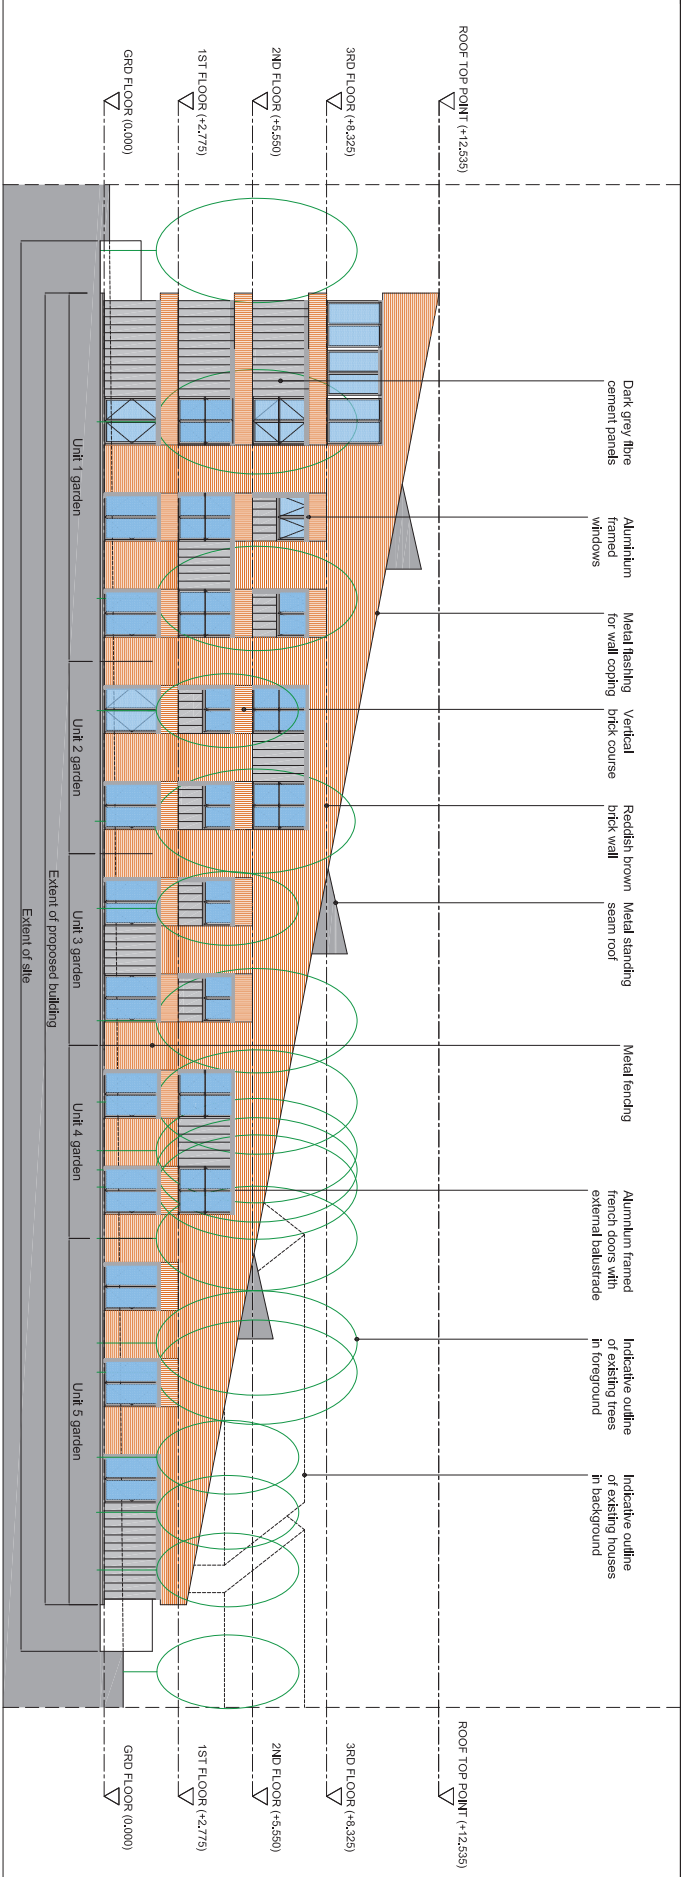 ROOF TOP POINT (+12.535)
3RD FLOOR (+8.325)
2ND FLOOR (+5.550)
1ST FLOOR (+2.775)
GRD FLOOR (0.000)
Dark grey fibre
cement panels
Aluminium
framed
windows
Metal flashing
for wall coping
Vertical
brick course
Reddish brown
brick wall
Metal standing
seam roof
Metal fencing
Alumnium framed
french doors with
external balustrade
Indicative outline
of existing trees
in foreground
Indicative outline
of existing houses
in background
ROOF TOP POINT (+12.535)
3RD FLOOR (+8.325)
2ND FLOOR (+5.550)
1ST FLOOR (+2.775)
GRD FLOOR (0.000)
Unit 1 garden
Unit 2 garden
Unit 3 garden
Unit 4 garden
Unit 5 garden
Extent of proposed building
Extent of site